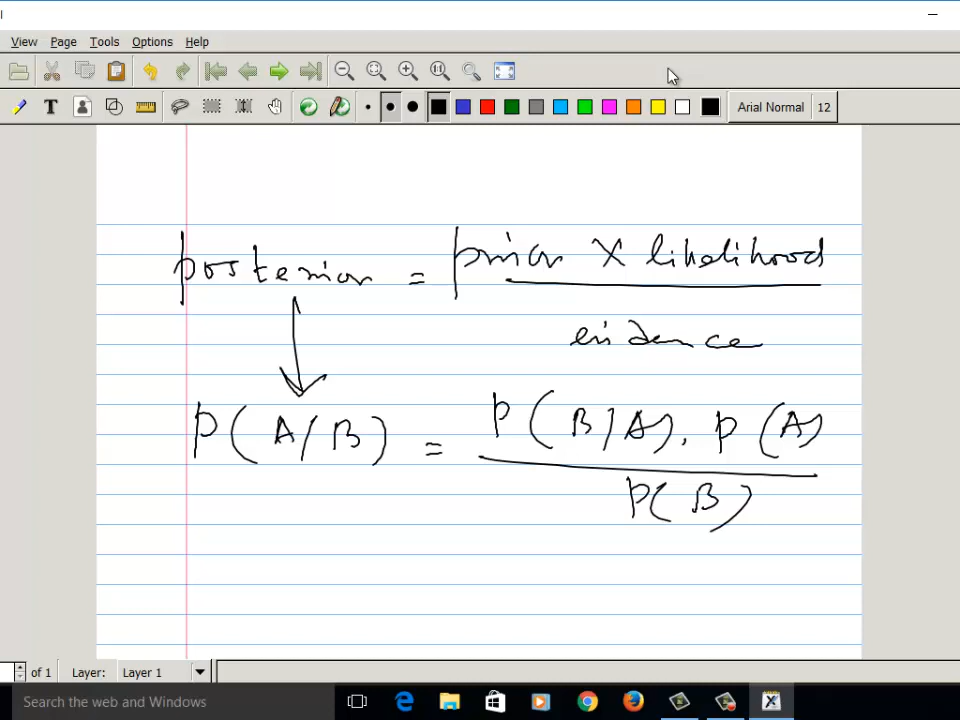 View Page Tools Options Help
T Arial Normal 12
posterior = prior X likelihood
evidence
P(A/B) = P(B/A). P(A)
P(B)
of 1 Layer: Layer 1
Search the web and Windows